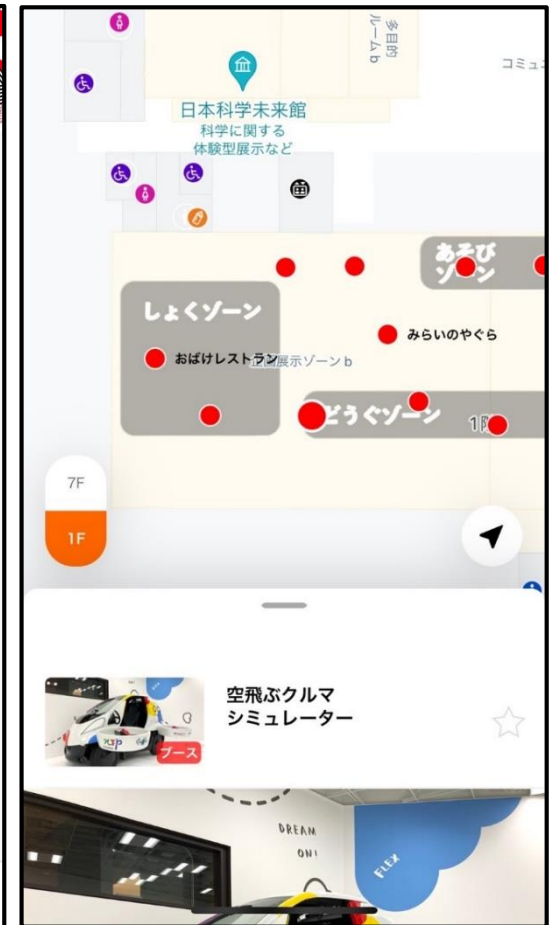 多目的
ルームb
コミュニ
日本科学未来館
科学に関する
体験型展示など
あそび
ゾーン
しょくゾーン
みらいのやぐら
おばけレストラン
展示ゾーンb
どうぐゾーン
1階
7F
1F
空飛ぶクルマ
シミュレーター
ブース
DREAM
ON!
FLEX